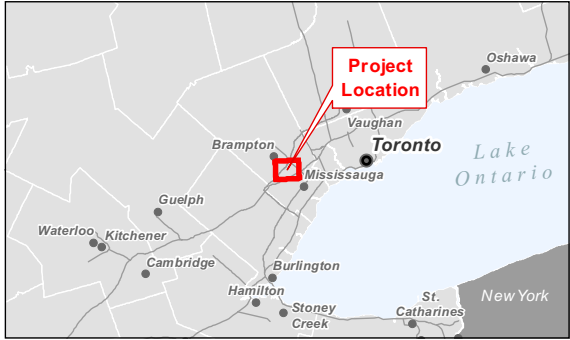 Oshawa
Project
Location
Vaughan
Brampton
Toronto
Lake
Ontario
Mississauga
Guelph
Waterloo
Kitchener
Cambridge
Burlington
Hamilton
Stoney
Creek
St.
Catharines
New York